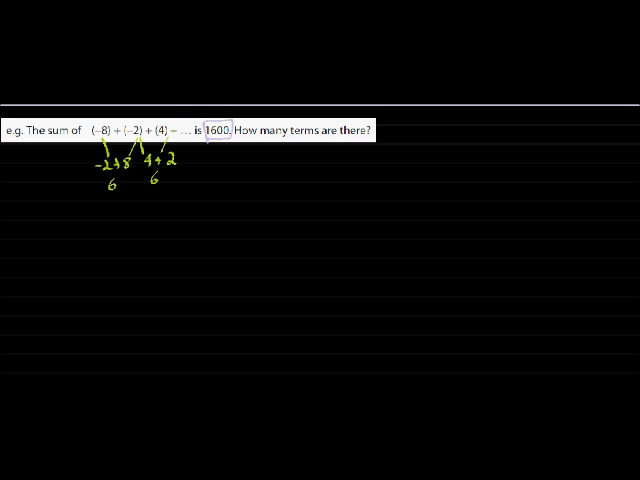 e.g. The sum of (−8) + (−2) + (4) − ... is 1600. How many terms are there?
-2+8 4+2
6 6